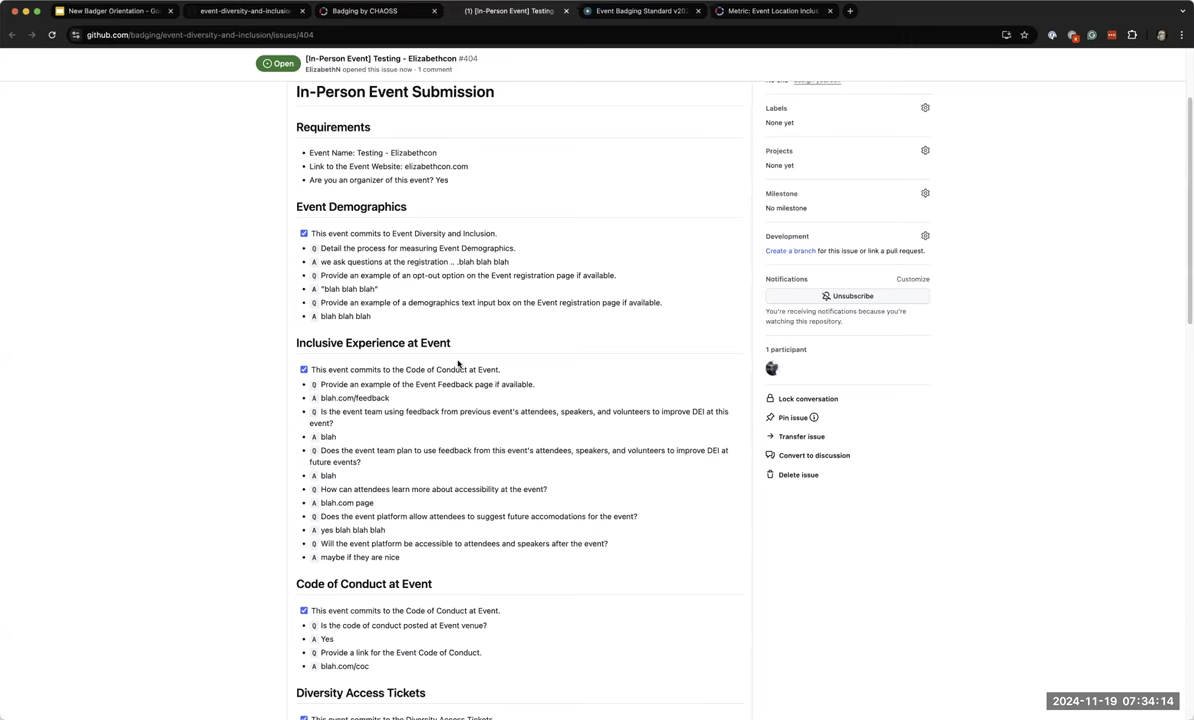 New Badger Orientation - Go
event-diversity-and-inclusion
Badging by CHAOSS
(1) [In-Person Event] Testing
Event Badging Standard v202
Metric: Event Location Inclus
github.com/badging/event-diversity-and-inclusion/issues/404
Open
[In-Person Event] Testing - Elizabethcon #404
ElizabethN opened this issue now · 1 comment
In-Person Event Submission
Requirements
• Event Name: Testing - Elizabethcon
• Link to the Event Website: elizabethcon.com
• Are you an organizer of this event? Yes
Event Demographics
This event commits to Event Diversity and Inclusion.
• Q Detail the process for measuring Event Demographics.
• A we ask questions at the registration .. .blah blah blah
• Q Provide an example of an opt-out option on the Event registration page if available.
• A "blah blah blah"
• Q Provide an example of a demographics text input box on the Event registration page if available.
• A blah blah blah
Inclusive Experience at Event
This event commits to the Code of Conduct at Event.
• Q Provide an example of the Event Feedback page if available.
• A blah.com/feedback
• Q Is the event team using feedback from previous event's attendees, speakers, and volunteers to improve DEI at this
event?
• A blah
• Q Does the event team plan to use feedback from this event's attendees, speakers, and volunteers to improve DEI at
future events?
• A blah
• Q How can attendees learn more about accessibility at the event?
• A blah.com page
• Q Does the event platform allow attendees to suggest future accomodations for the event?
• A yes blah blah blah
• Q Will the event platform be accessible to attendees and speakers after the event?
• A maybe if they are nice
Code of Conduct at Event
This event commits to the Code of Conduct at Event.
• Q Is the code of conduct posted at Event venue?
• A Yes
• Q Provide a link for the Event Code of Conduct.
• A blah.com/coc
Diversity Access Tickets
This event commits to the Diversity Access Tickets.
Labels
None yet
Projects
None yet
Milestone
No milestone
Development
Create a branch for this issue or link a pull request.
Notifications
Customize
Unsubscribe
You're receiving notifications because you're
watching this repository.
1 participant
Lock conversation
Pin issue
Transfer issue
Convert to discussion
Delete issue
2024-11-19 07:34:14